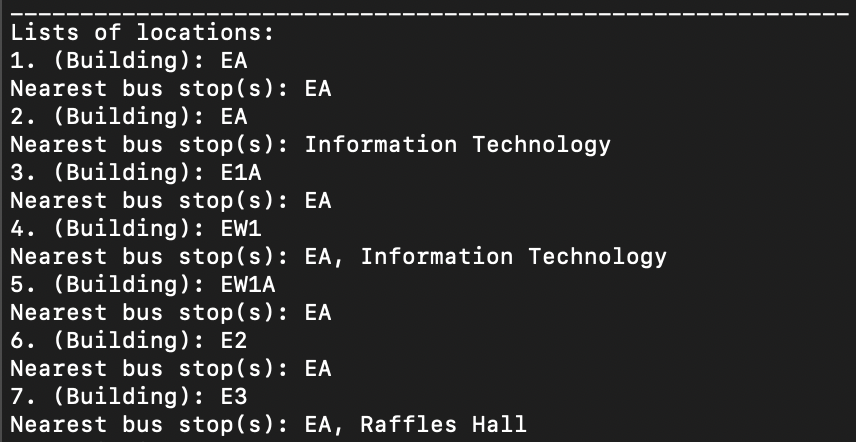 Lists of locations:
1. (Building): EA
Nearest bus stop(s): EA
2. (Building): EA
Nearest bus stop(s): Information Technology
3. (Building): E1A
Nearest bus stop(s): EA
4. (Building): EW1
Nearest bus stop(s): EA, Information Technology
5. (Building): EW1A
Nearest bus stop(s): EA
6. (Building): E2
Nearest bus stop(s): EA
7. (Building): E3
Nearest bus stop(s): EA, Raffles Hall